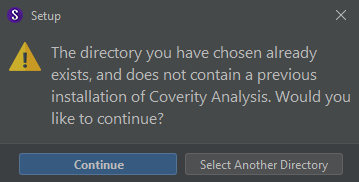 S Setup
The directory you have chosen already
exists, and does not contain a previous
installation of Coverity Analysis. Would you
like to continue?
Continue Select Another Directory